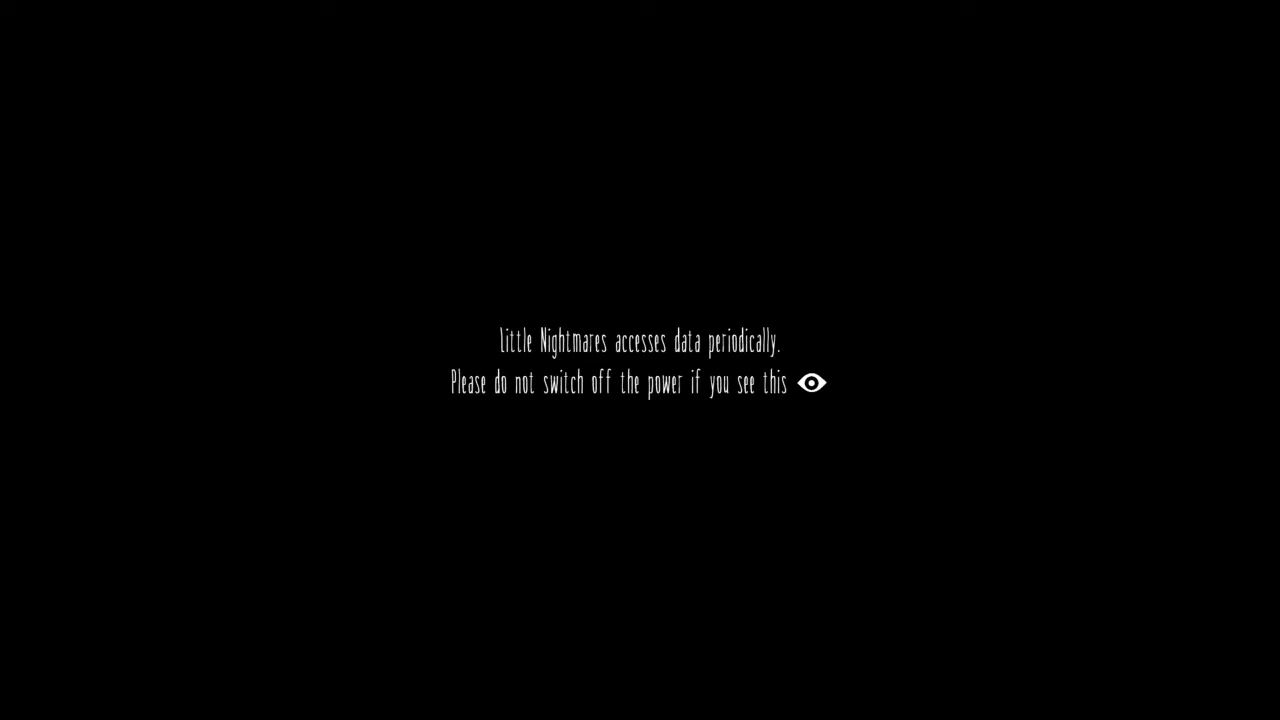 Little Nightmares accesses data periodically.
Please do not switch off the power if you see this